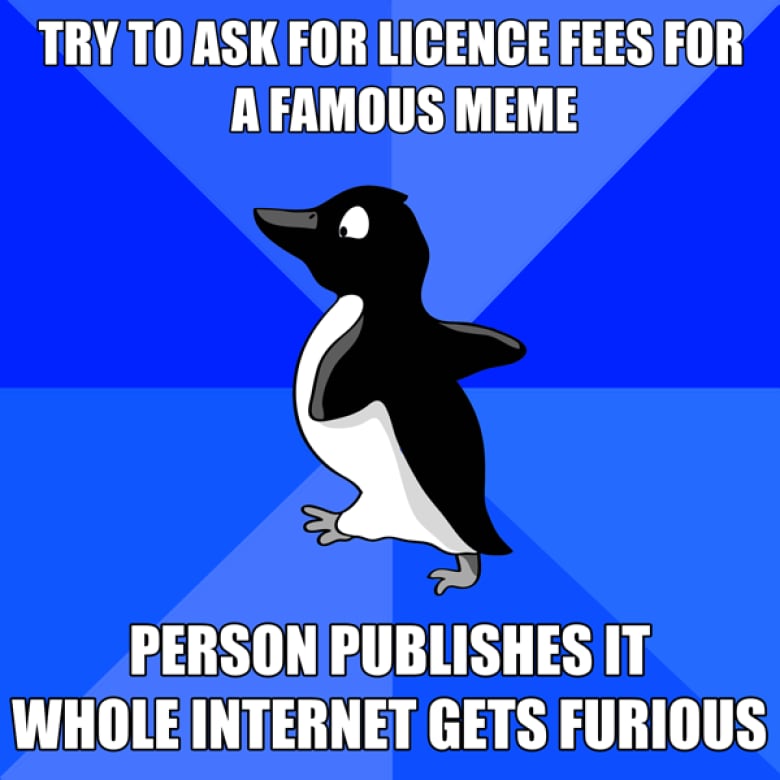 TRY TO ASK FOR LICENCE FEES FOR
A FAMOUS MEME
PERSON PUBLISHES IT
WHOLE INTERNET GETS FURIOUS